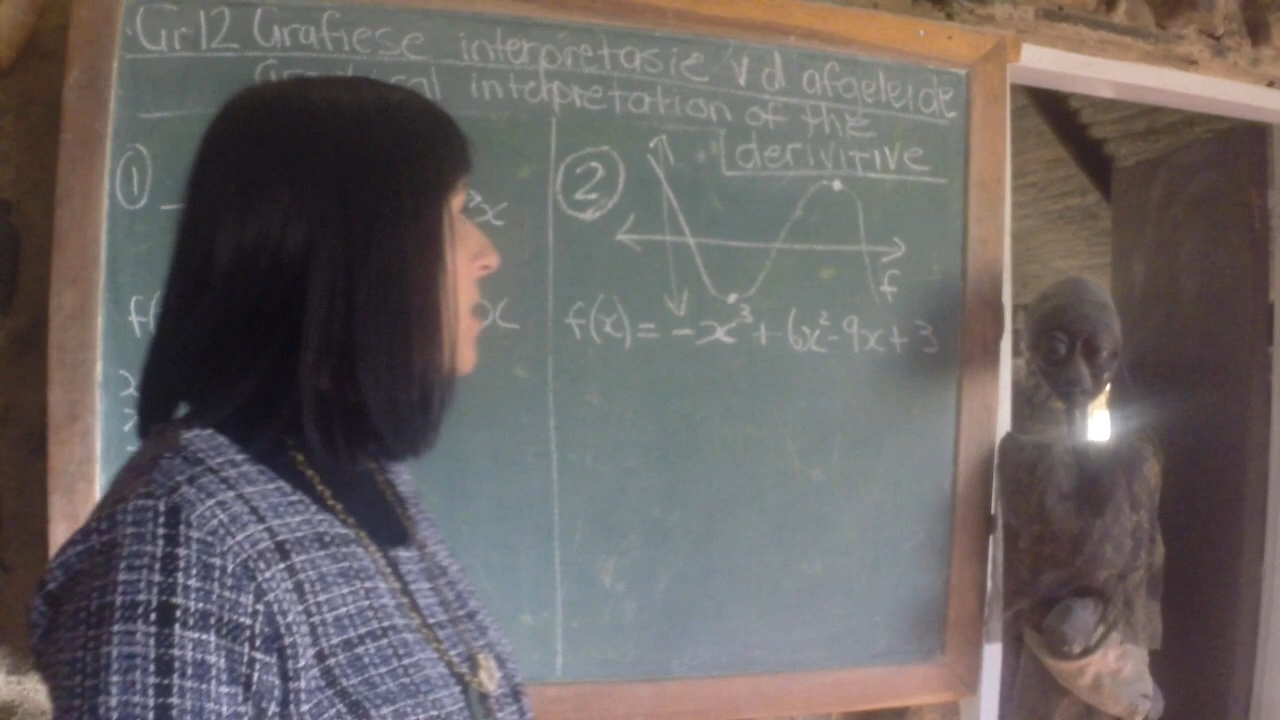 Gr12 Grafiese interpretasie v d afgeleide
interpretation of the
derivitive
①
②
f
f(x) = -x³ + 6x² - 9x + 3